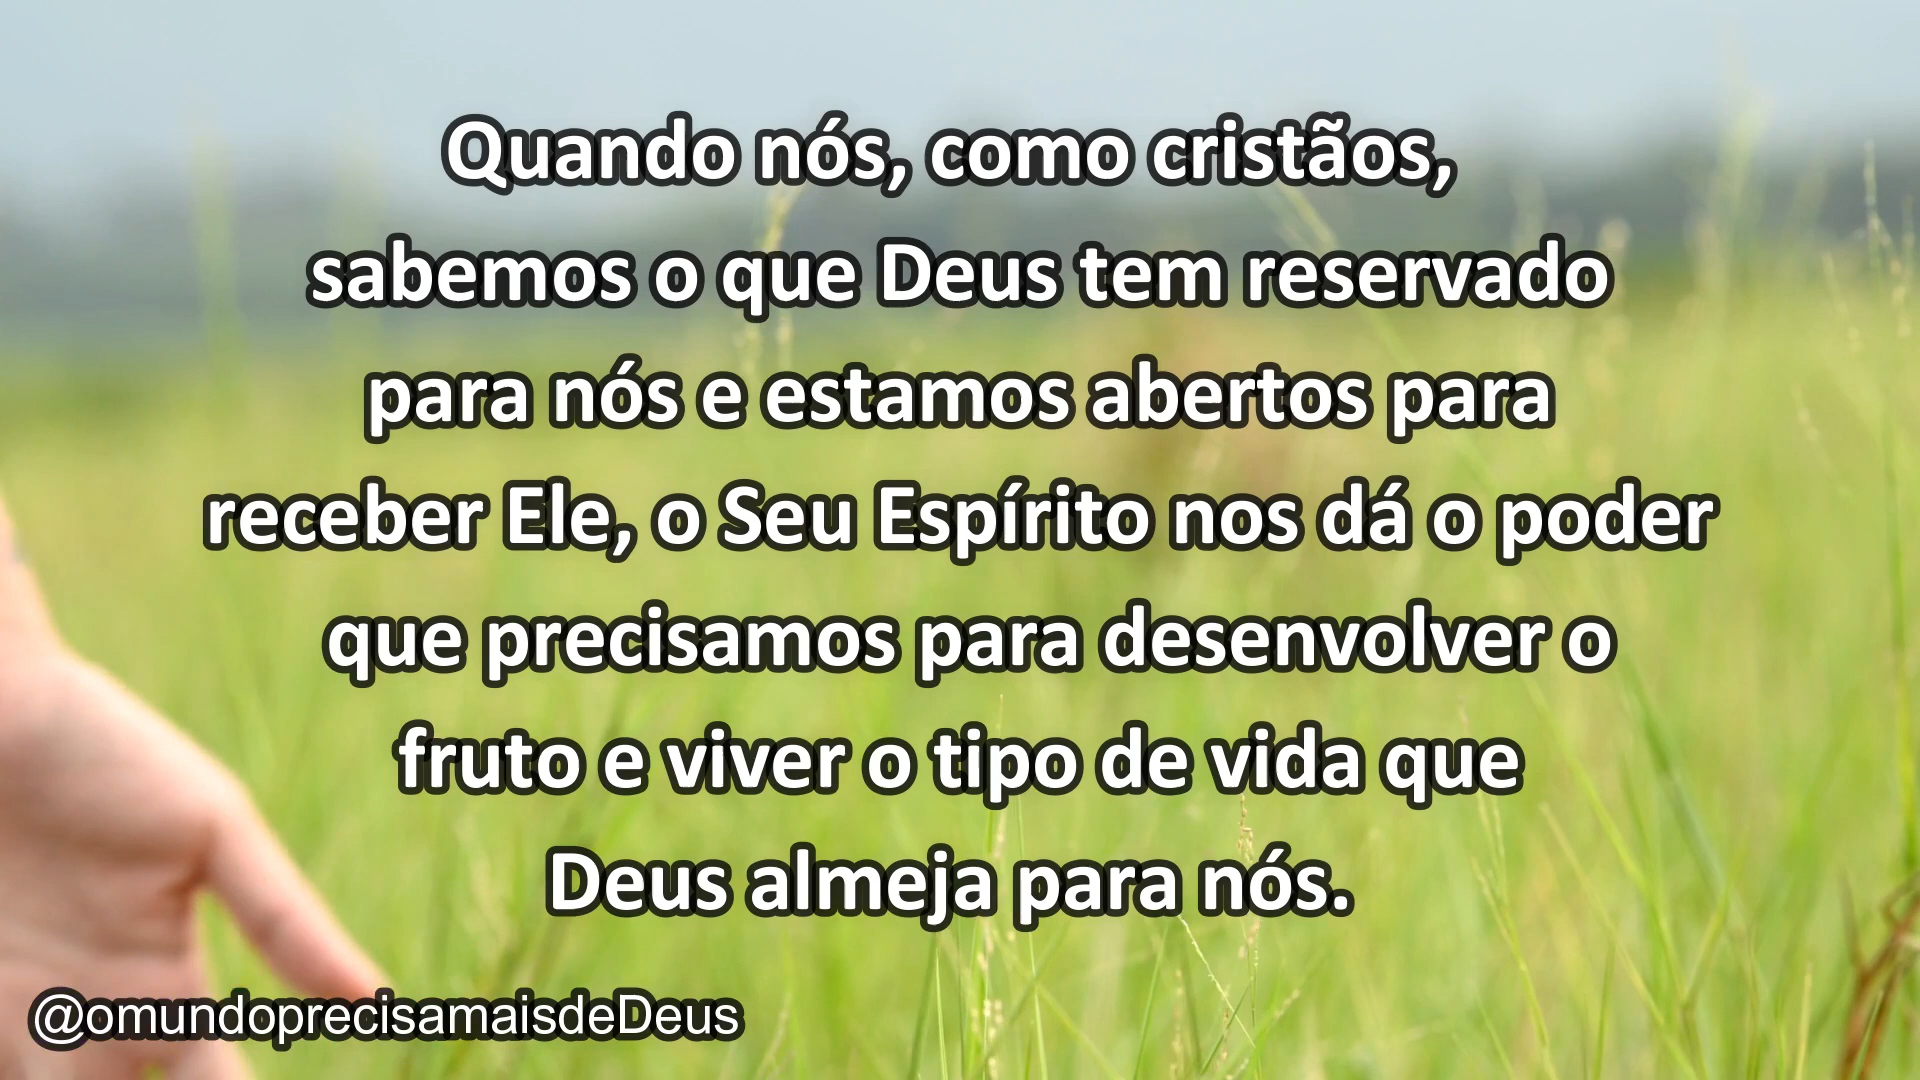 Quando nós, como cristãos,
sabemos o que Deus tem reservado
para nós e estamos abertos para
receber Ele, o Seu Espírito nos dá o poder
que precisamos para desenvolver o
fruto e viver o tipo de vida que
Deus almeja para nós.
@omundoprecisamaisdeDeus